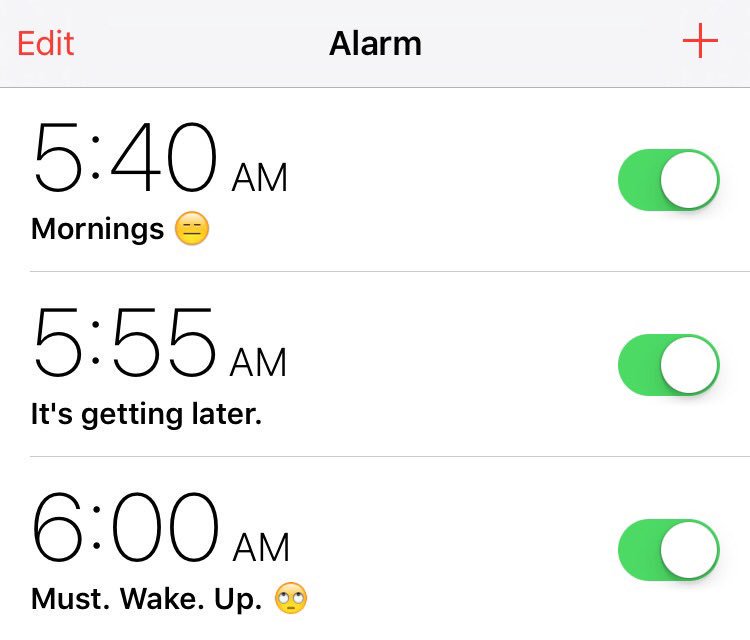 Edit Alarm +
5:40 AM
Mornings 😑
5:55 AM
It's getting later.
6:00 AM
Must. Wake. Up. 🙄